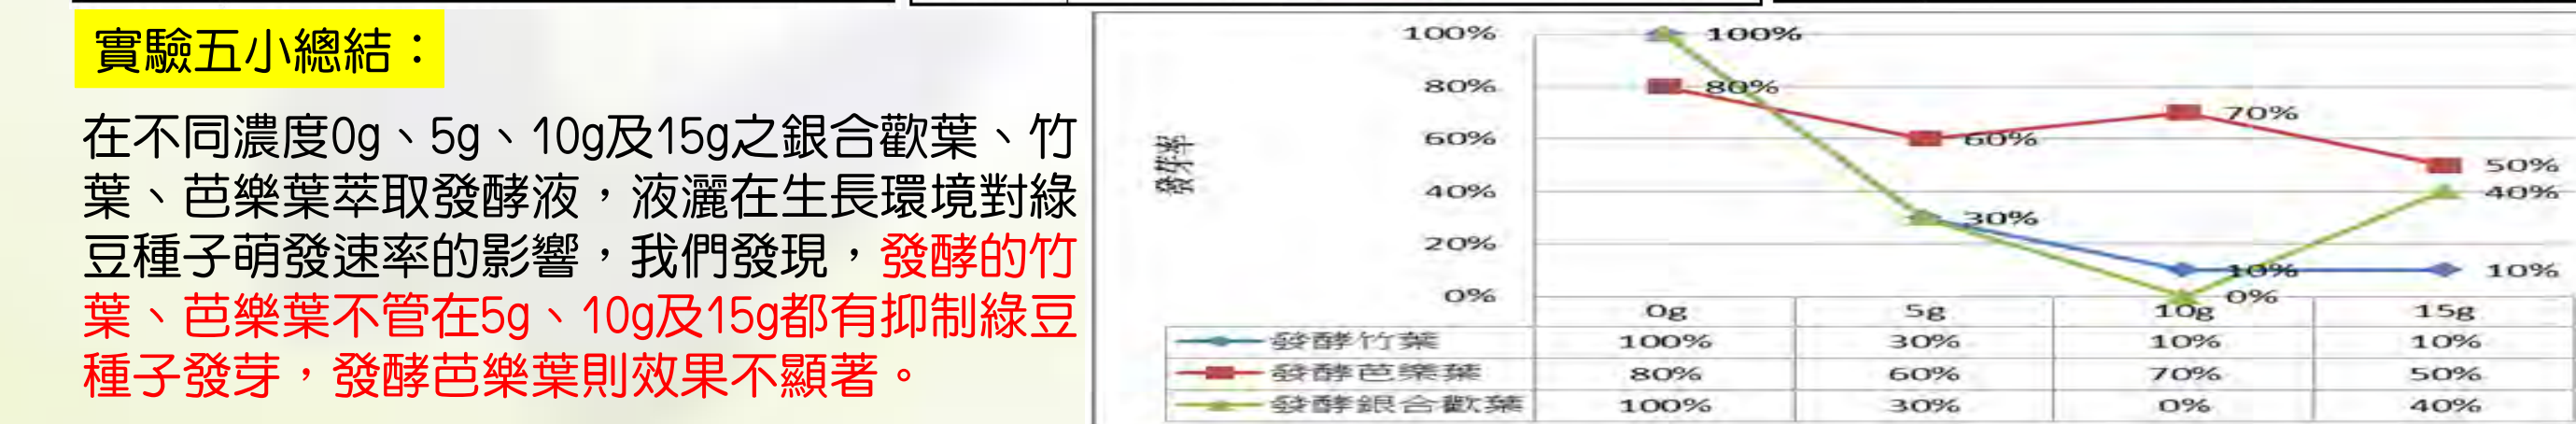 實驗五小總結：
在不同濃度0g、5g、10g及15g之銀合歡葉、竹
葉、芭樂葉萃取發酵液，液灑在生長環境對綠
豆種子萌發速率的影響，我們發現，發酵的竹
葉、芭樂葉不管在5g、10g及15g都有抑制綠豆
種子發芽，發酵芭樂葉則效果不顯著。
發芽率
100%
80%
60%
40%
20%
0%
100%
80%
60%
70%
50%
40%
30%
10%
10%
0%
0g 5g 10g 15g
發酵竹葉 100% 30% 10% 10%
發酵芭樂葉 80% 60% 70% 50%
發酵銀合歡葉 100% 30% 0% 40%